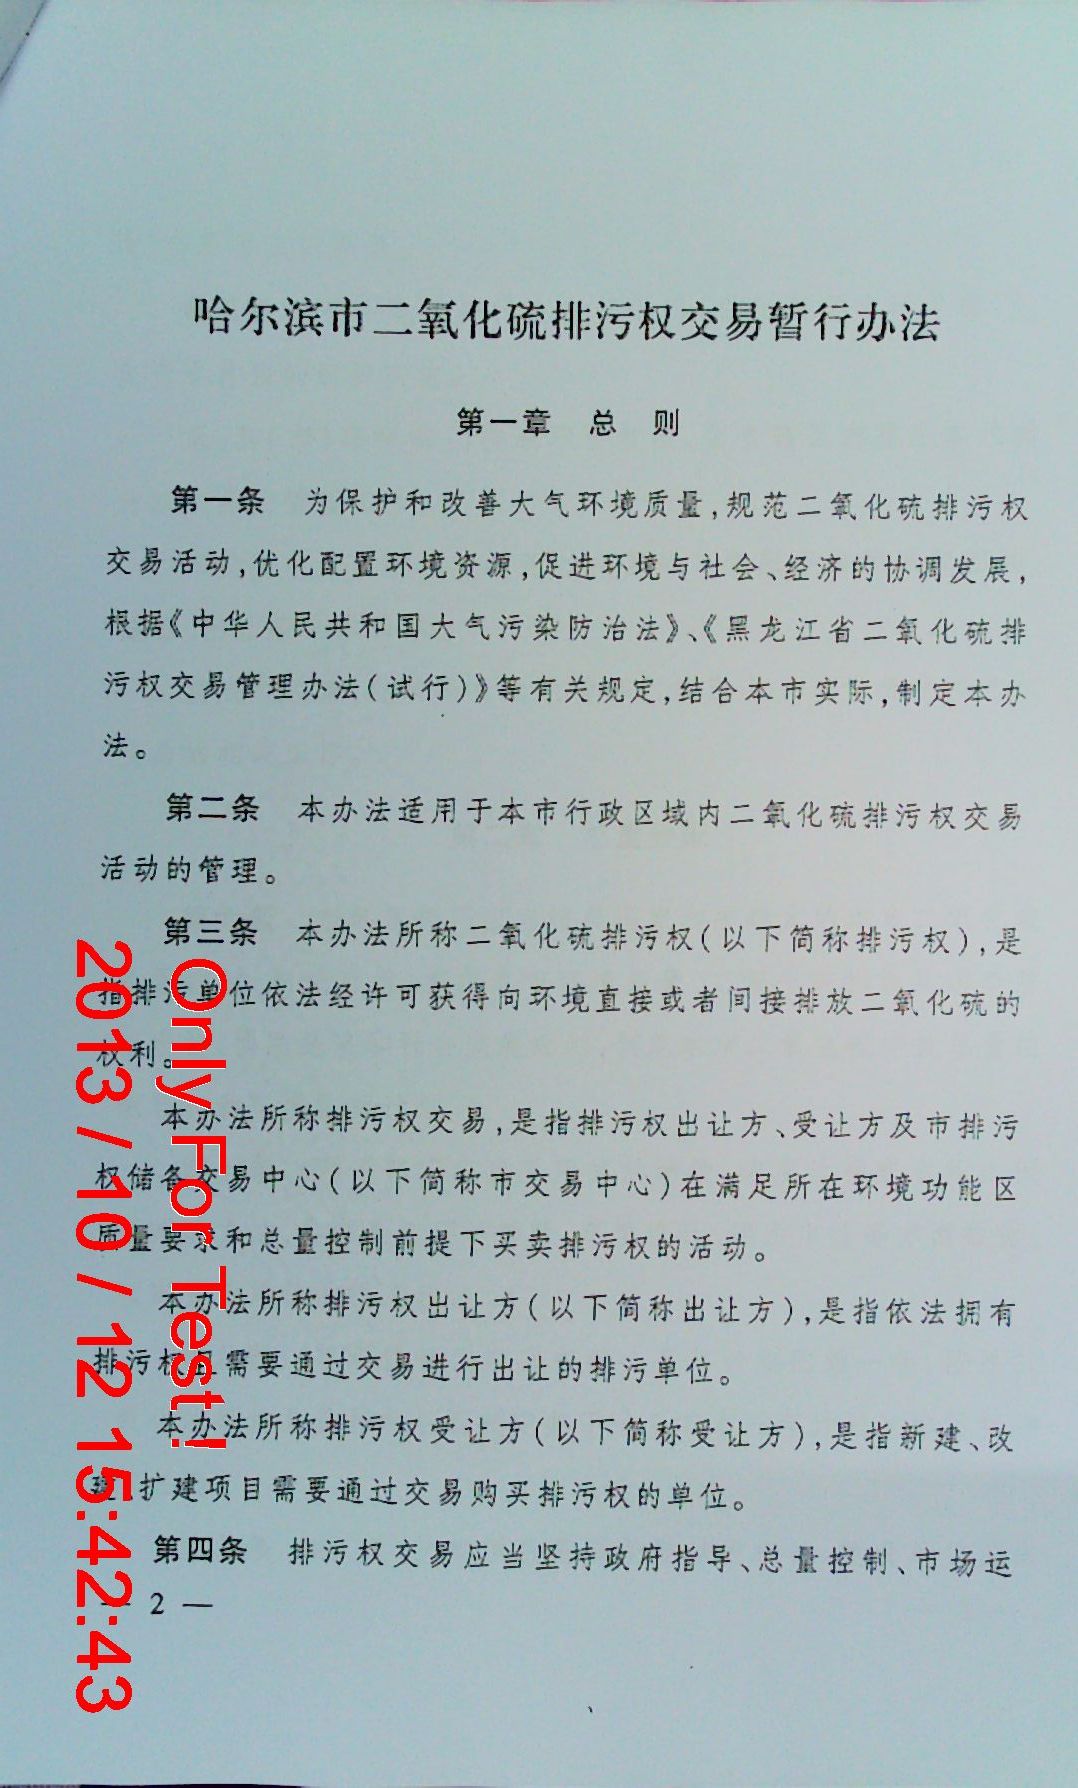 哈尔滨市二氧化硫排污权交易暂行办法
第一章 总 则
第一条 为保护和改善大气环境质量,规范二氧化硫排污权
交易活动,优化配置环境资源,促进环境与社会、经济的协调发展,
根据《中华人民共和国大气污染防治法》、《黑龙江省二氧化硫排
污权交易管理办法(试行)》等有关规定,结合本市实际,制定本办
法。
第二条 本办法适用于本市行政区域内二氧化硫排污权交易
活动的管理。
第三条 本办法所称二氧化硫排污权(以下简称排污权),是
指排污单位依法经许可获得向环境直接或者间接排放二氧化硫的
权利。
本办法所称排污权交易,是指排污权出让方、受让方及市排污
权储备交易中心(以下简称市交易中心)在满足所在环境功能区
质量要求和总量控制前提下买卖排污权的活动。
本办法所称排污权出让方(以下简称出让方),是指依法拥有
排污权且需要通过交易进行出让的排污单位。
本办法所称排污权受让方(以下简称受让方),是指新建、改
建、扩建项目需要通过交易购买排污权的单位。
第四条 排污权交易应当坚持政府指导、总量控制、市场运
— 2 —
Only For Test!
2013 / 10 / 12 15:42:43